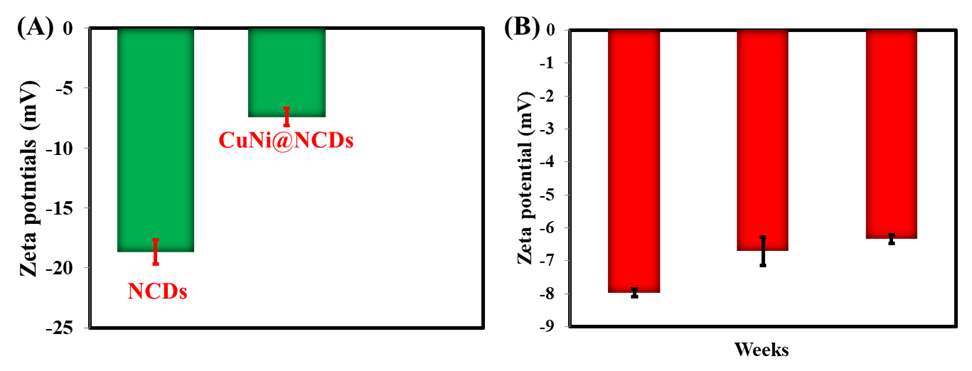 (A)
Zeta potntials (mV)
0
-5
-10
-15
-20
-25
CuNi@NCDs
NCDs
(B)
Zeta potential (mV)
0
-1
-2
-3
-4
-5
-6
-7
-8
-9
Weeks